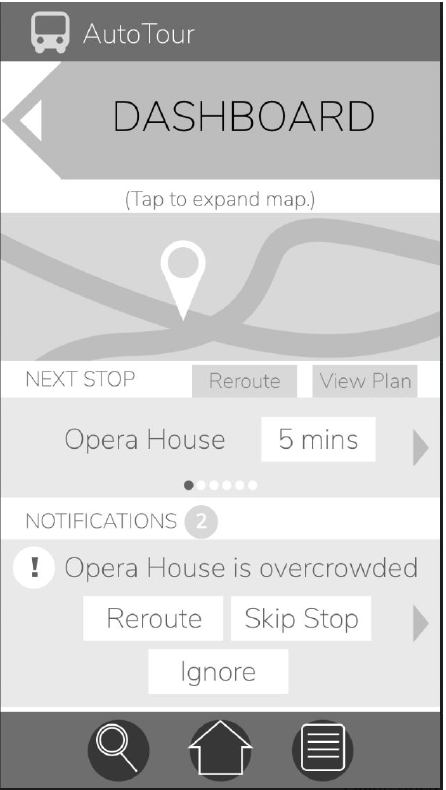 AutoTour
DASHBOARD
(Tap to expand map.)
NEXT STOP Reroute View Plan
Opera House 5 mins
NOTIFICATIONS 2
! Opera House is overcrowded
Reroute Skip Stop
Ignore